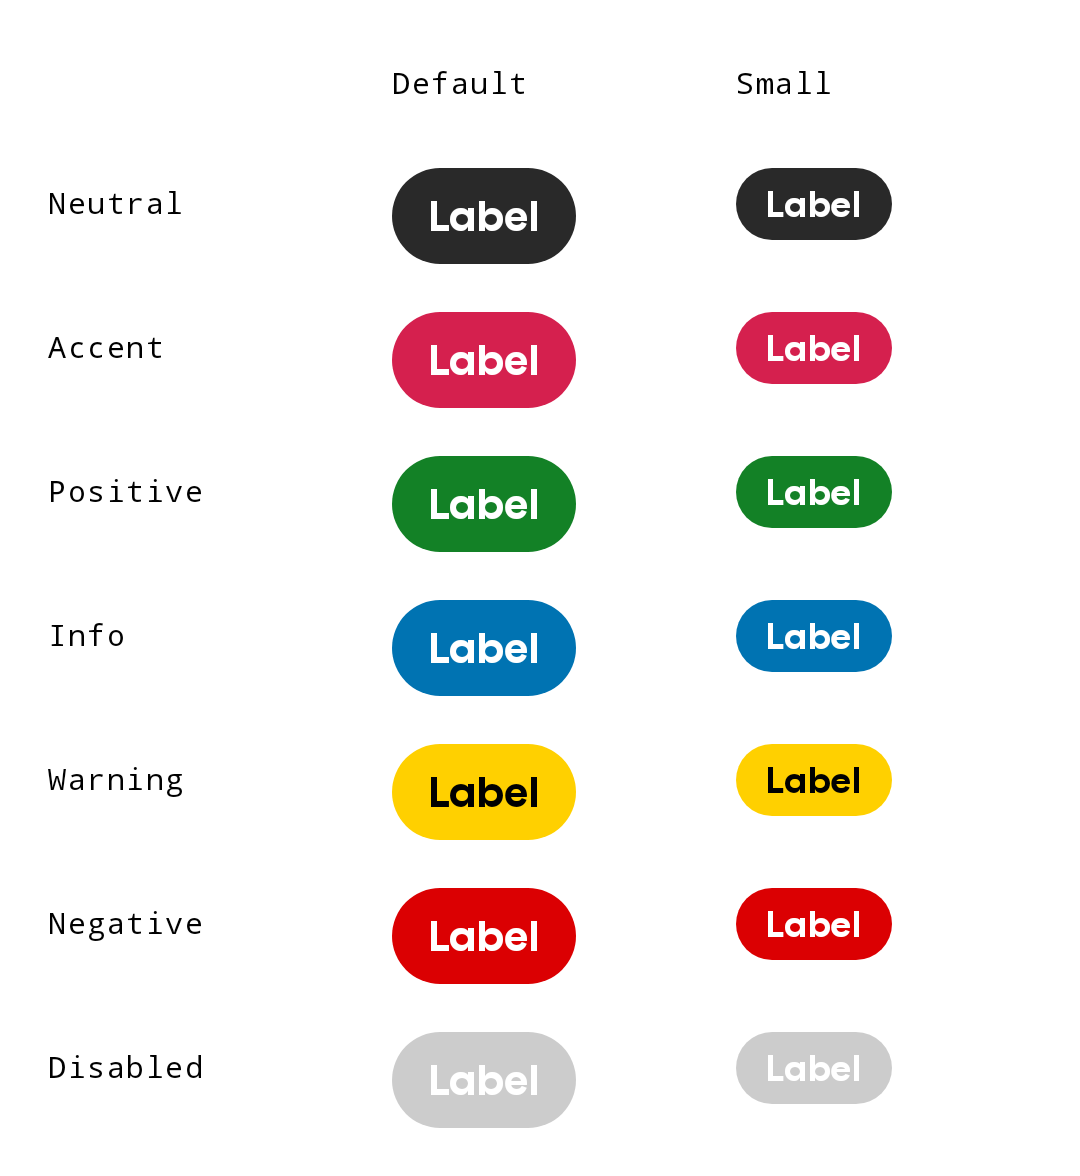 Default Small
Neutral Label Label
Accent Label Label
Positive Label Label
Info Label Label
Warning Label Label
Negative Label Label
Disabled Label Label